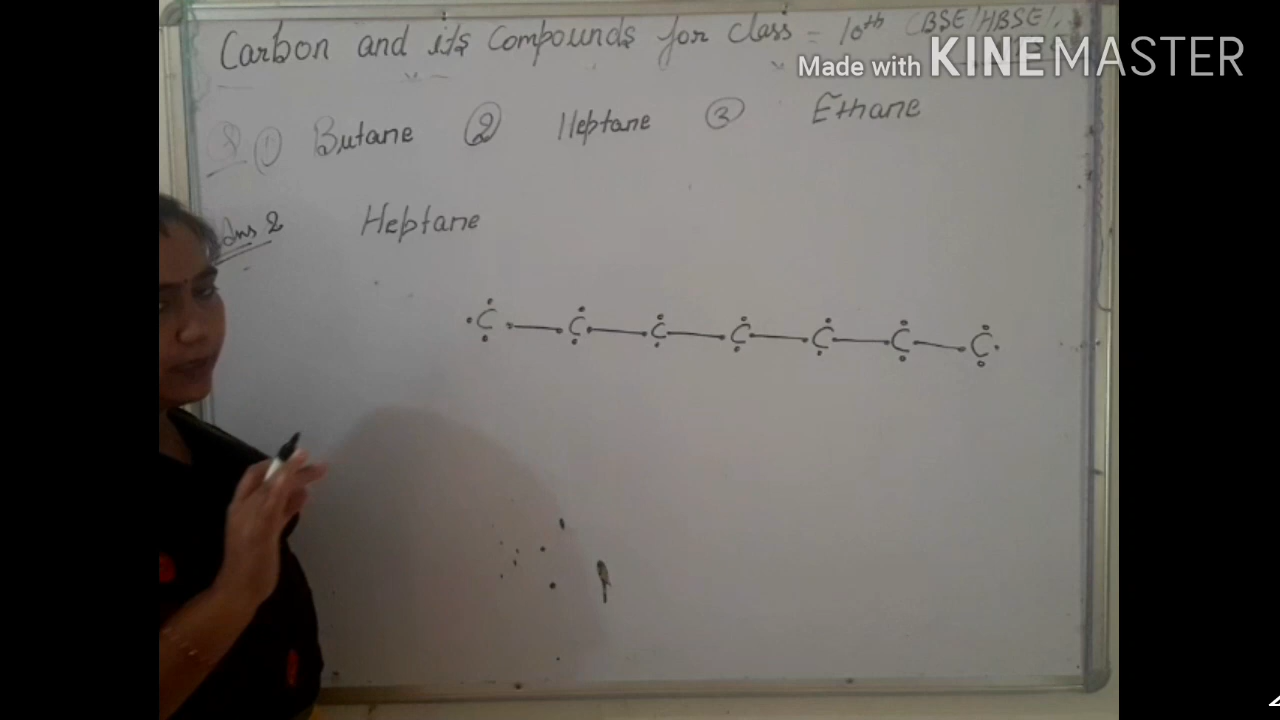 Carbon and its Compounds for class = 10th CBSE/HBSE/
Made with KINEMASTER
① Butane ② Heptane ③ Ethane
Ans 2 Heptane
C C C C C C C